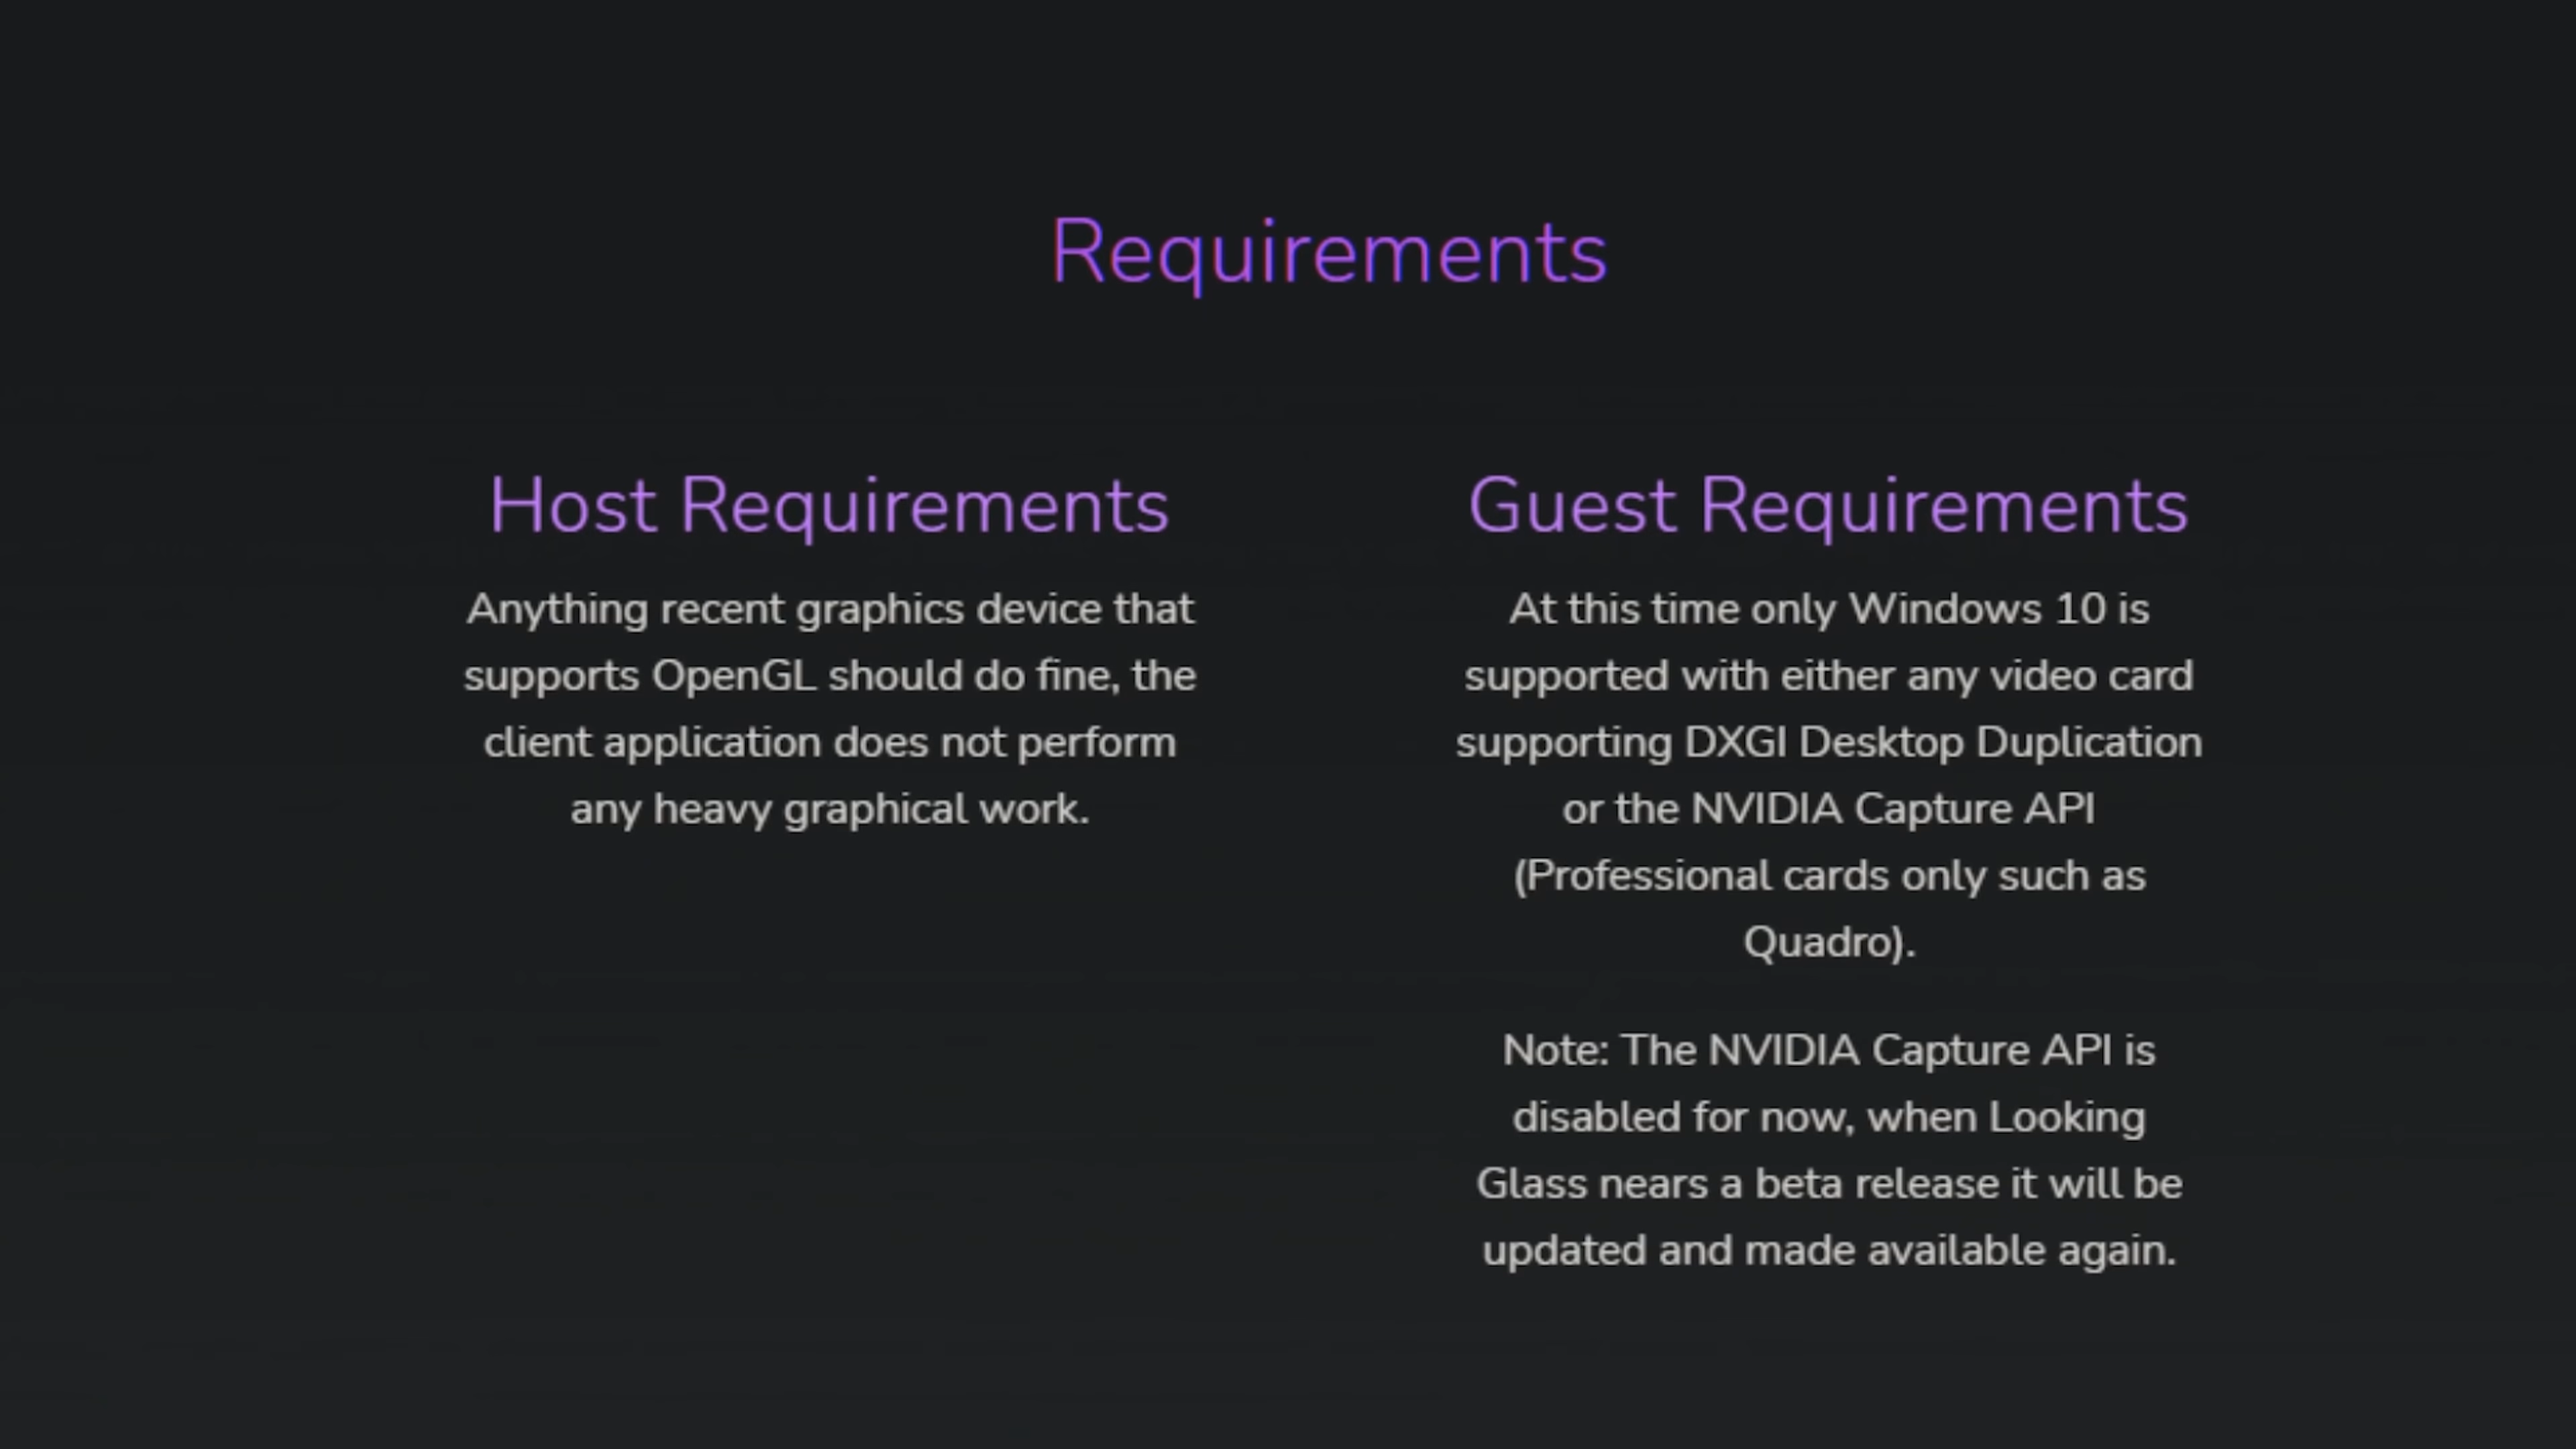 Requirements
Host Requirements
Anything recent graphics device that
supports OpenGL should do fine, the
client application does not perform
any heavy graphical work.
Guest Requirements
At this time only Windows 10 is
supported with either any video card
supporting DXGI Desktop Duplication
or the NVIDIA Capture API
(Professional cards only such as
Quadro).
Note: The NVIDIA Capture API is
disabled for now, when Looking
Glass nears a beta release it will be
updated and made available again.